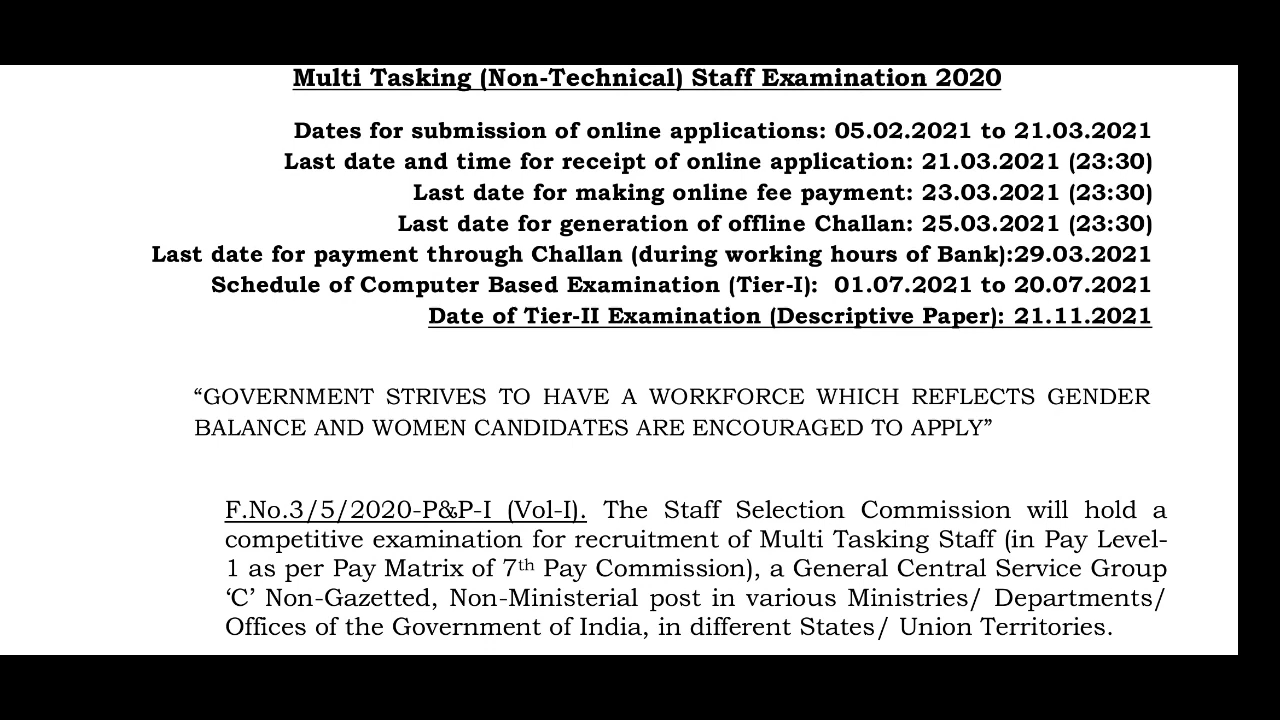 Multi Tasking (Non-Technical) Staff Examination 2020
Dates for submission of online applications: 05.02.2021 to 21.03.2021
Last date and time for receipt of online application: 21.03.2021 (23:30)
Last date for making online fee payment: 23.03.2021 (23:30)
Last date for generation of offline Challan: 25.03.2021 (23:30)
Last date for payment through Challan (during working hours of Bank):29.03.2021
Schedule of Computer Based Examination (Tier-I):  01.07.2021 to 20.07.2021
Date of Tier-II Examination (Descriptive Paper): 21.11.2021
“GOVERNMENT STRIVES TO HAVE A WORKFORCE WHICH REFLECTS GENDER
BALANCE AND WOMEN CANDIDATES ARE ENCOURAGED TO APPLY”
F.No.3/5/2020-P&P-I (Vol-I). The Staff Selection Commission will hold a
competitive examination for recruitment of Multi Tasking Staff (in Pay Level-
1 as per Pay Matrix of 7th Pay Commission), a General Central Service Group
‘C’ Non-Gazetted, Non-Ministerial post in various Ministries/ Departments/
Offices of the Government of India, in different States/ Union Territories.